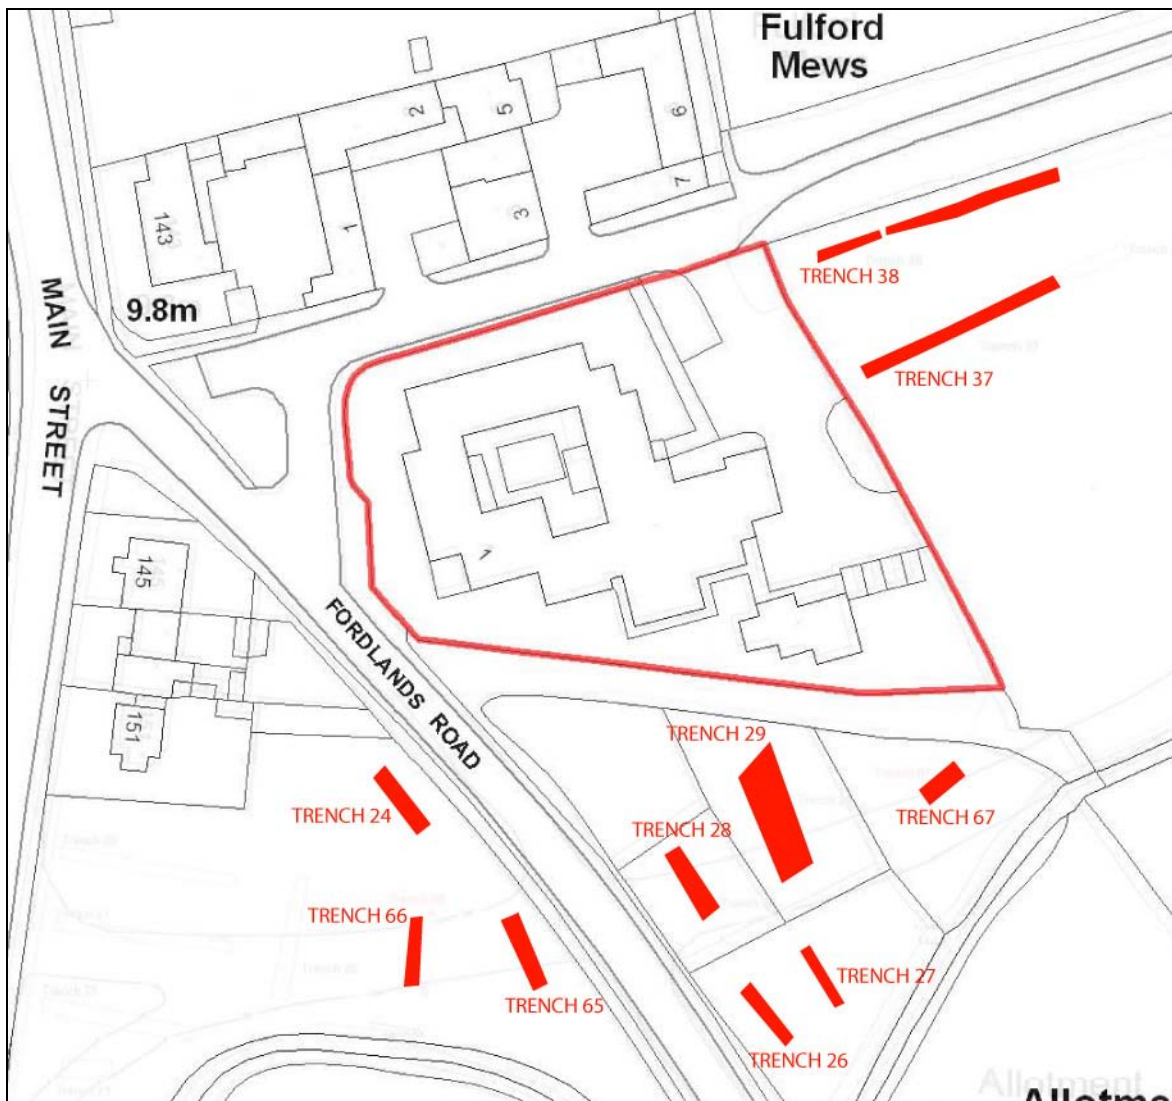 Fulford
Mews
2
5
6
7
3
1
143
9.8m
MAIN STREET
TRENCH 38
TRENCH 37
1
145
151
FORDLANDS ROAD
TRENCH 29
TRENCH 24
TRENCH 28
TRENCH 67
TRENCH 66
TRENCH 65
TRENCH 27
TRENCH 26
Allotment
Allotme